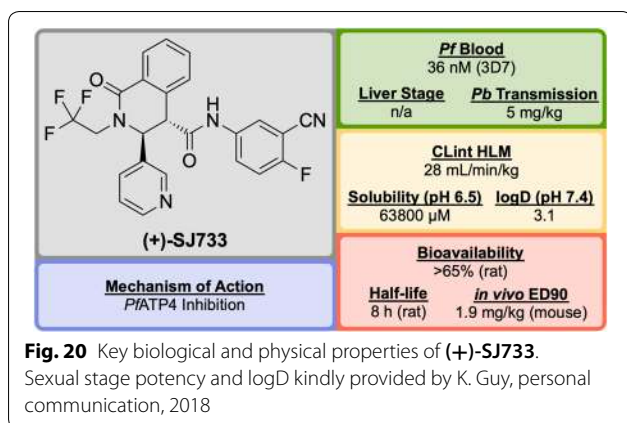 O
F
F
F
N
N
H
N
O
CN
F
(+)-SJ733
Mechanism of Action
PfATP4 Inhibition
Pf Blood
36 nM (3D7)
Liver Stage
n/a
Pb Transmission
5 mg/kg
CLint HLM
28 mL/min/kg
Solubility (pH 6.5)
63800 µM
logD (pH 7.4)
3.1
Bioavailability
>65% (rat)
Half-life
8 h (rat)
in vivo ED90
1.9 mg/kg (mouse)
Fig. 20 Key biological and physical properties of (+)-SJ733.
Sexual stage potency and logD kindly provided by K. Guy, personal
communication, 2018